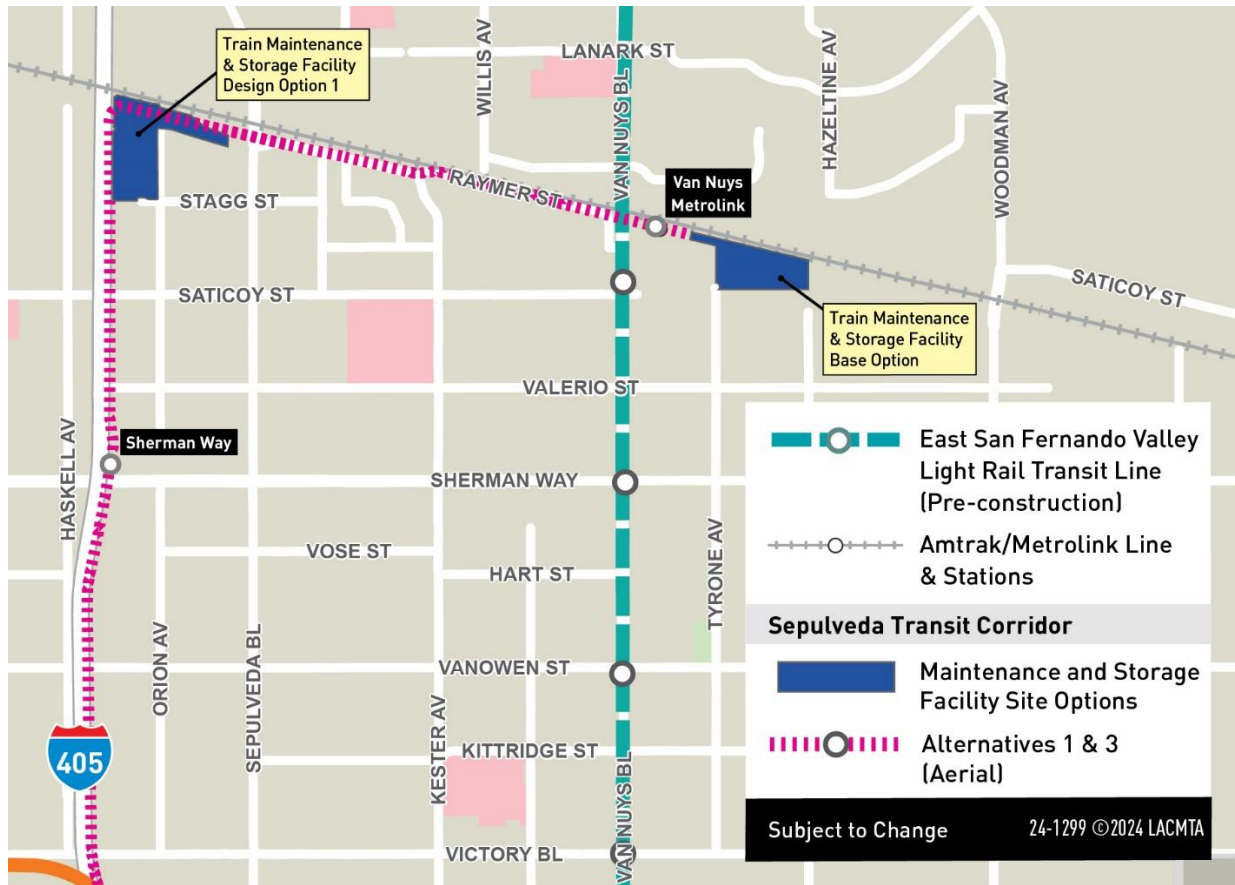 Train Maintenance
& Storage Facility
Design Option 1
WILLIS AV
LANARK ST
VAN NUYS BL
HAZELTINE AV
WOODMAN AV
STAGG ST
RAYMER ST
Van Nuys
Metrolink
SATICOY ST
SATICOY ST
Train Maintenance
& Storage Facility
Base Option
VALERIO ST
HASKELL AV
Sherman Way
SHERMAN WAY
VOSE ST
HART ST
TYRONE AV
ORION AV
SEPULVEDA BL
KESTER AV
VANOWEN ST
KITTRIDGE ST
VAN NUYS BL
405
VICTORY BL
East San Fernando Valley
Light Rail Transit Line
(Pre-construction)
Amtrak/Metrolink Line
& Stations
Sepulveda Transit Corridor
Maintenance and Storage
Facility Site Options
Alternatives 1 & 3
(Aerial)
Subject to Change
24-1299 ©2024 LACMTA